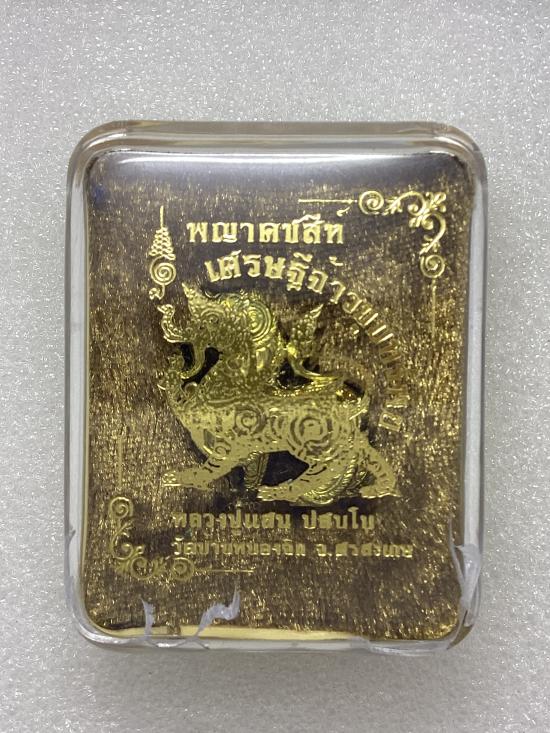 พญาคชสีห์
เศรษฐีจ้าว
หลวงปู่แสน ปสนฺโน
วัดบ้านหนองจิก จ.ศรีสะเกษ